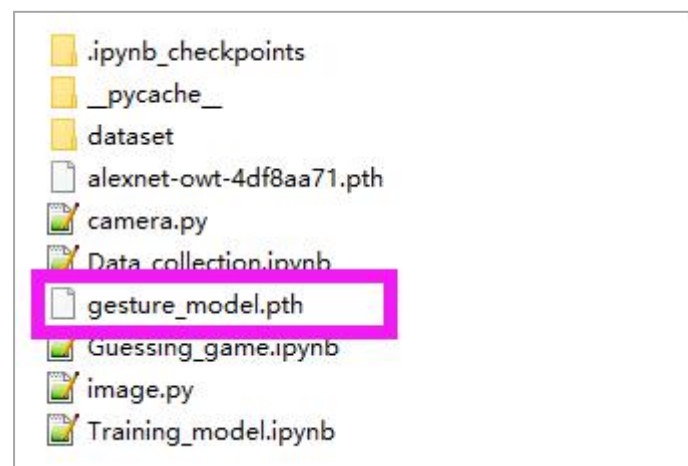 .ipynb_checkpoints
__pycache__
dataset
alexnet-owt-4df8aa71.pth
camera.py
Data_collection.ipynb
gesture_model.pth
Guessing_game.ipynb
image.py
Training_model.ipynb